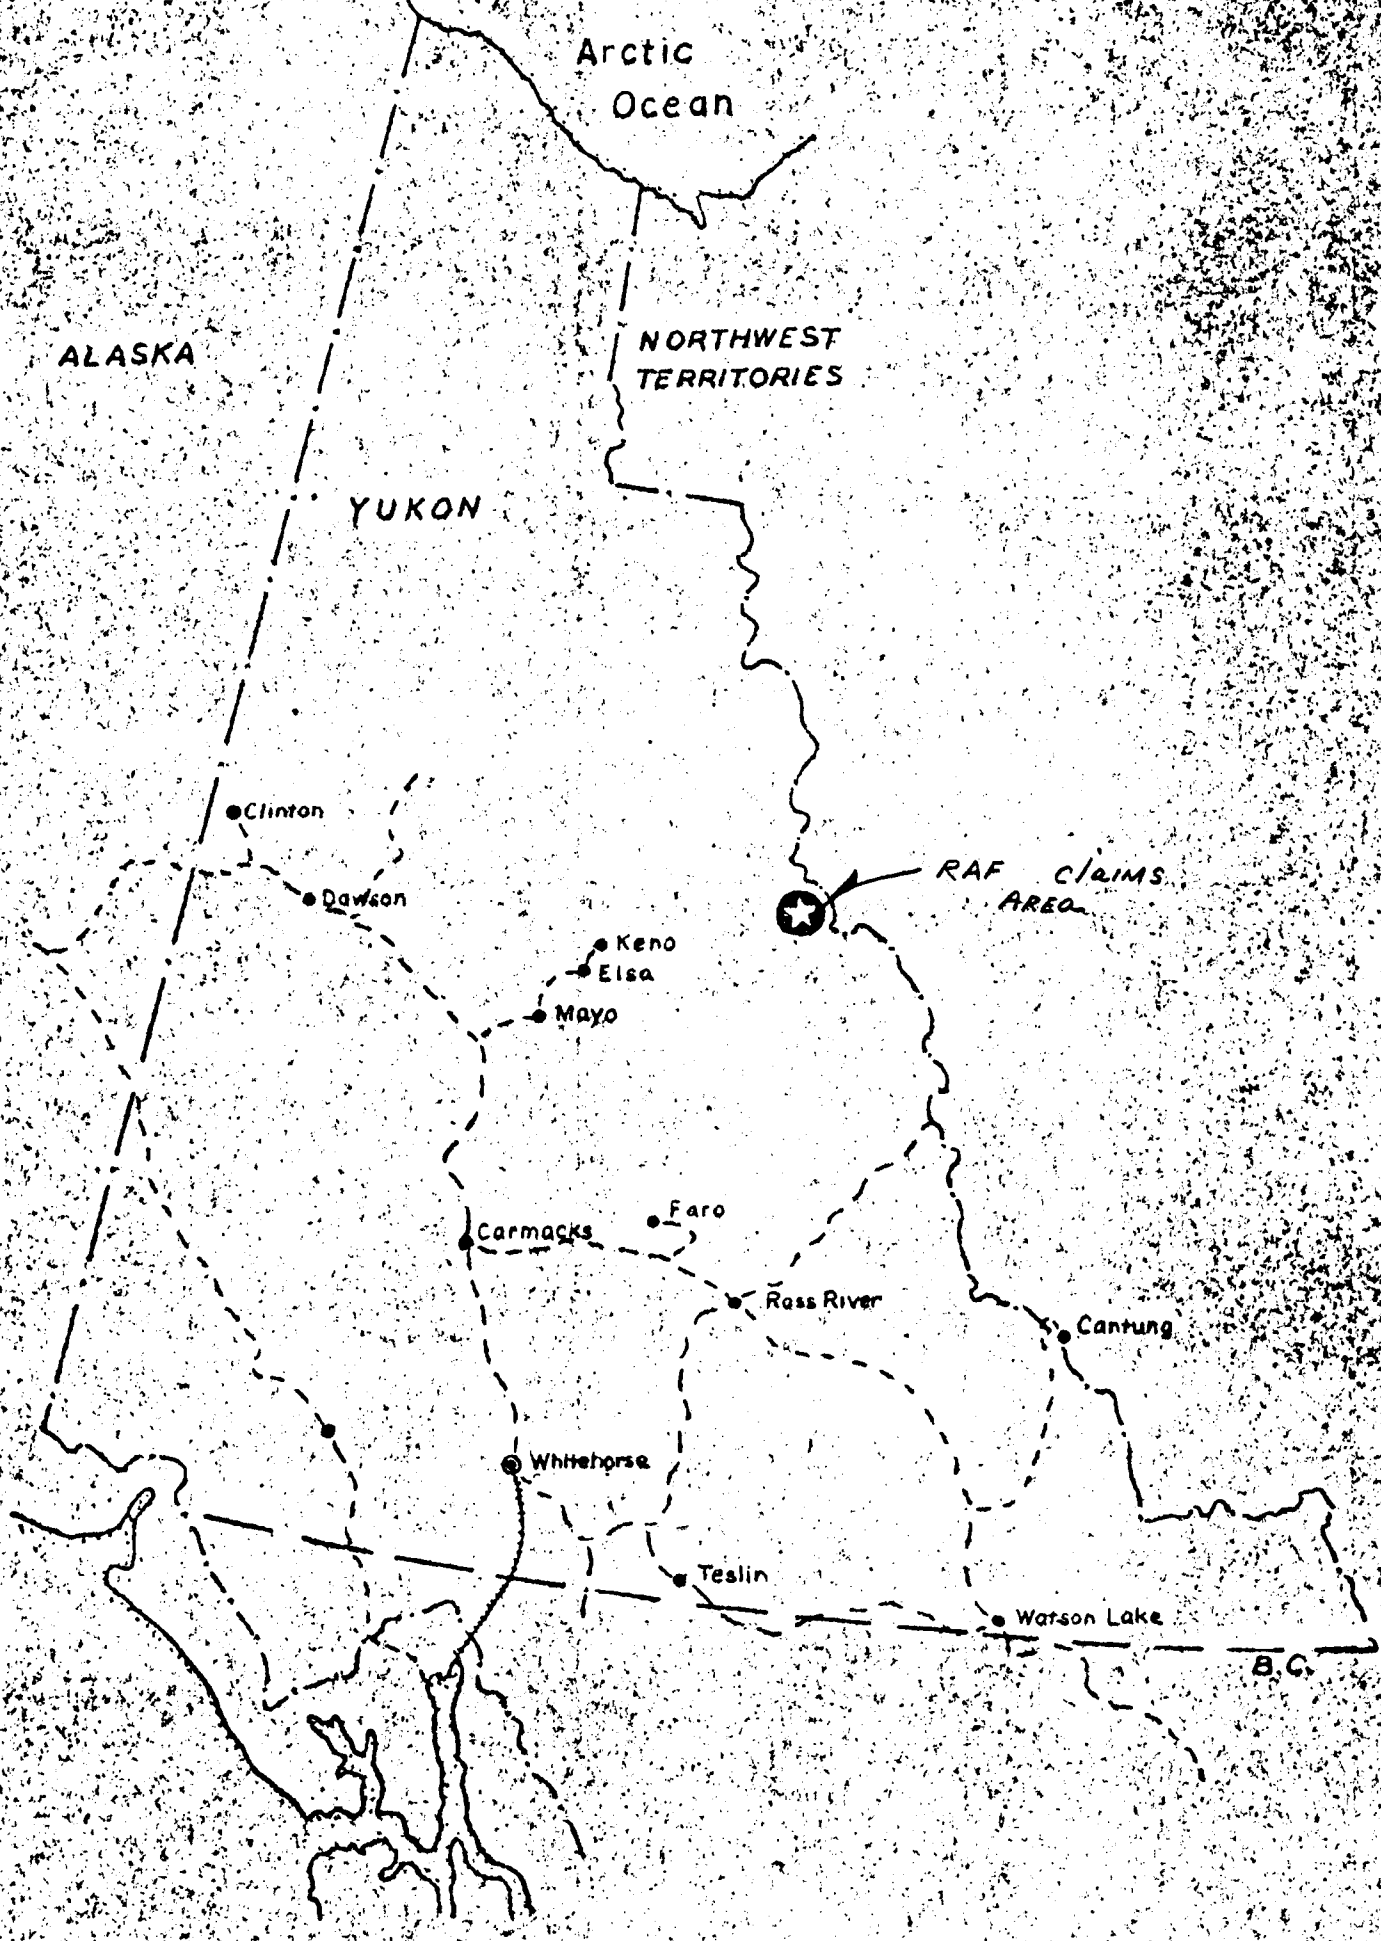 Arctic
Ocean
ALASKA
NORTHWEST
TERRITORIES
YUKON
Clinton
RAF Claims
AREA
Dawson
Keno
Elsa
Mayo
Faro
Carmacks
Ross River
Cantung
Whitehorse
Teslin
Watson Lake
B.C.